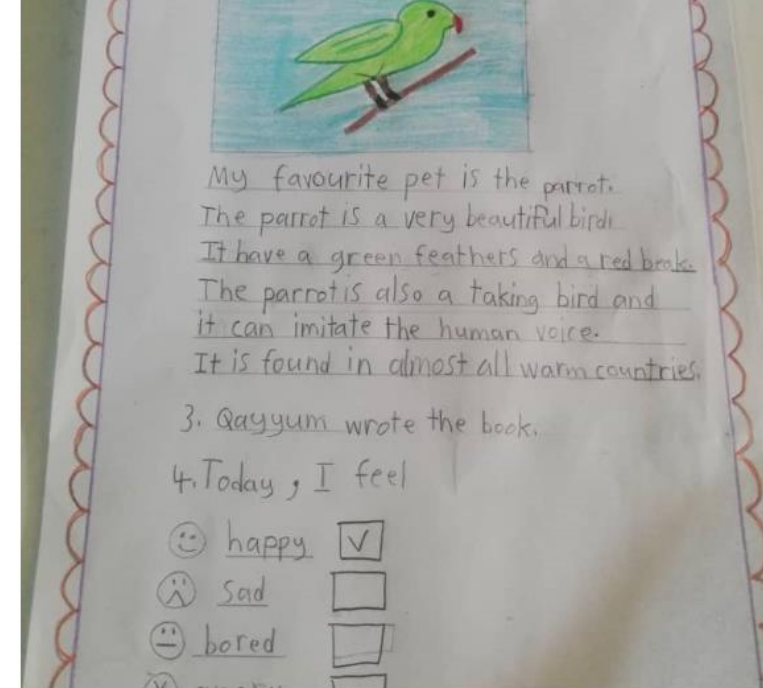 My favourite pet is the parrot.
The parrot is a very beautiful bird.
It have a green feathers and a red beak.
The parrot is also a taking bird and
it can imitate the human voice.
It is found in almost all warm countries.
3. Qayyum wrote the book.
4. Today, I feel
happy
sad
bored